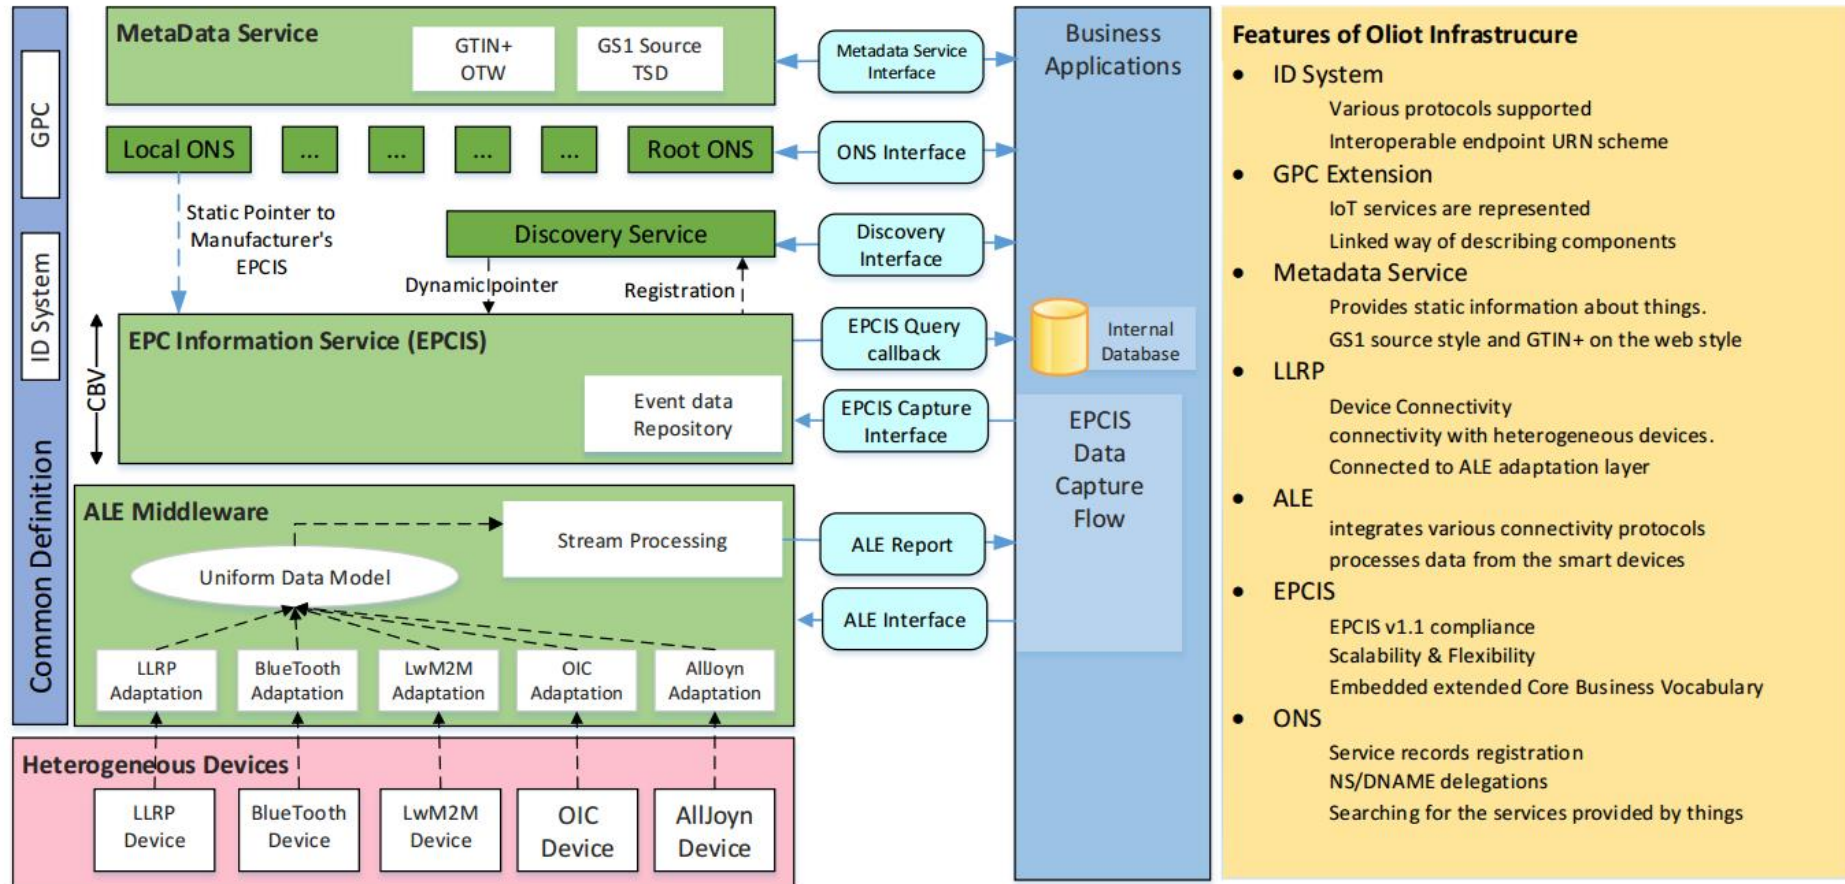 GPC
ID System
Common Definition
MetaData Service
GTIN+
OTW
GS1 Source
TSD
Local ONS
...
...
...
...
Root ONS
Static Pointer to
Manufacturer's
EPCIS
Discovery Service
Dynamic pointer
Registration
CBV
EPC Information Service (EPCIS)
Event data
Repository
ALE Middleware
Stream Processing
Uniform Data Model
LLRP
Adaptation
BlueTooth
Adaptation
LwM2M
Adaptation
OIC
Adaptation
AllJoyn
Adaptation
Heterogeneous Devices
LLRP
Device
BlueTooth
Device
LwM2M
Device
OIC
Device
AllJoyn
Device
Metadata Service
Interface
ONS Interface
Discovery
Interface
EPCIS Query
callback
EPCIS Capture
Interface
ALE Report
ALE Interface
Business
Applications
Internal
Database
EPCIS
Data
Capture
Flow
Features of Oliot Infrastrucure
• ID System
Various protocols supported
Interoperable endpoint URN scheme
• GPC Extension
IoT services are represented
Linked way of describing components
• Metadata Service
Provides static information about things.
GS1 source style and GTIN+ on the web style
• LLRP
Device Connectivity
connectivity with heterogeneous devices.
Connected to ALE adaptation layer
• ALE
integrates various connectivity protocols
processes data from the smart devices
• EPCIS
EPCIS v1.1 compliance
Scalability & Flexibility
Embedded extended Core Business Vocabulary
• ONS
Service records registration
NS/DNAME delegations
Searching for the services provided by things